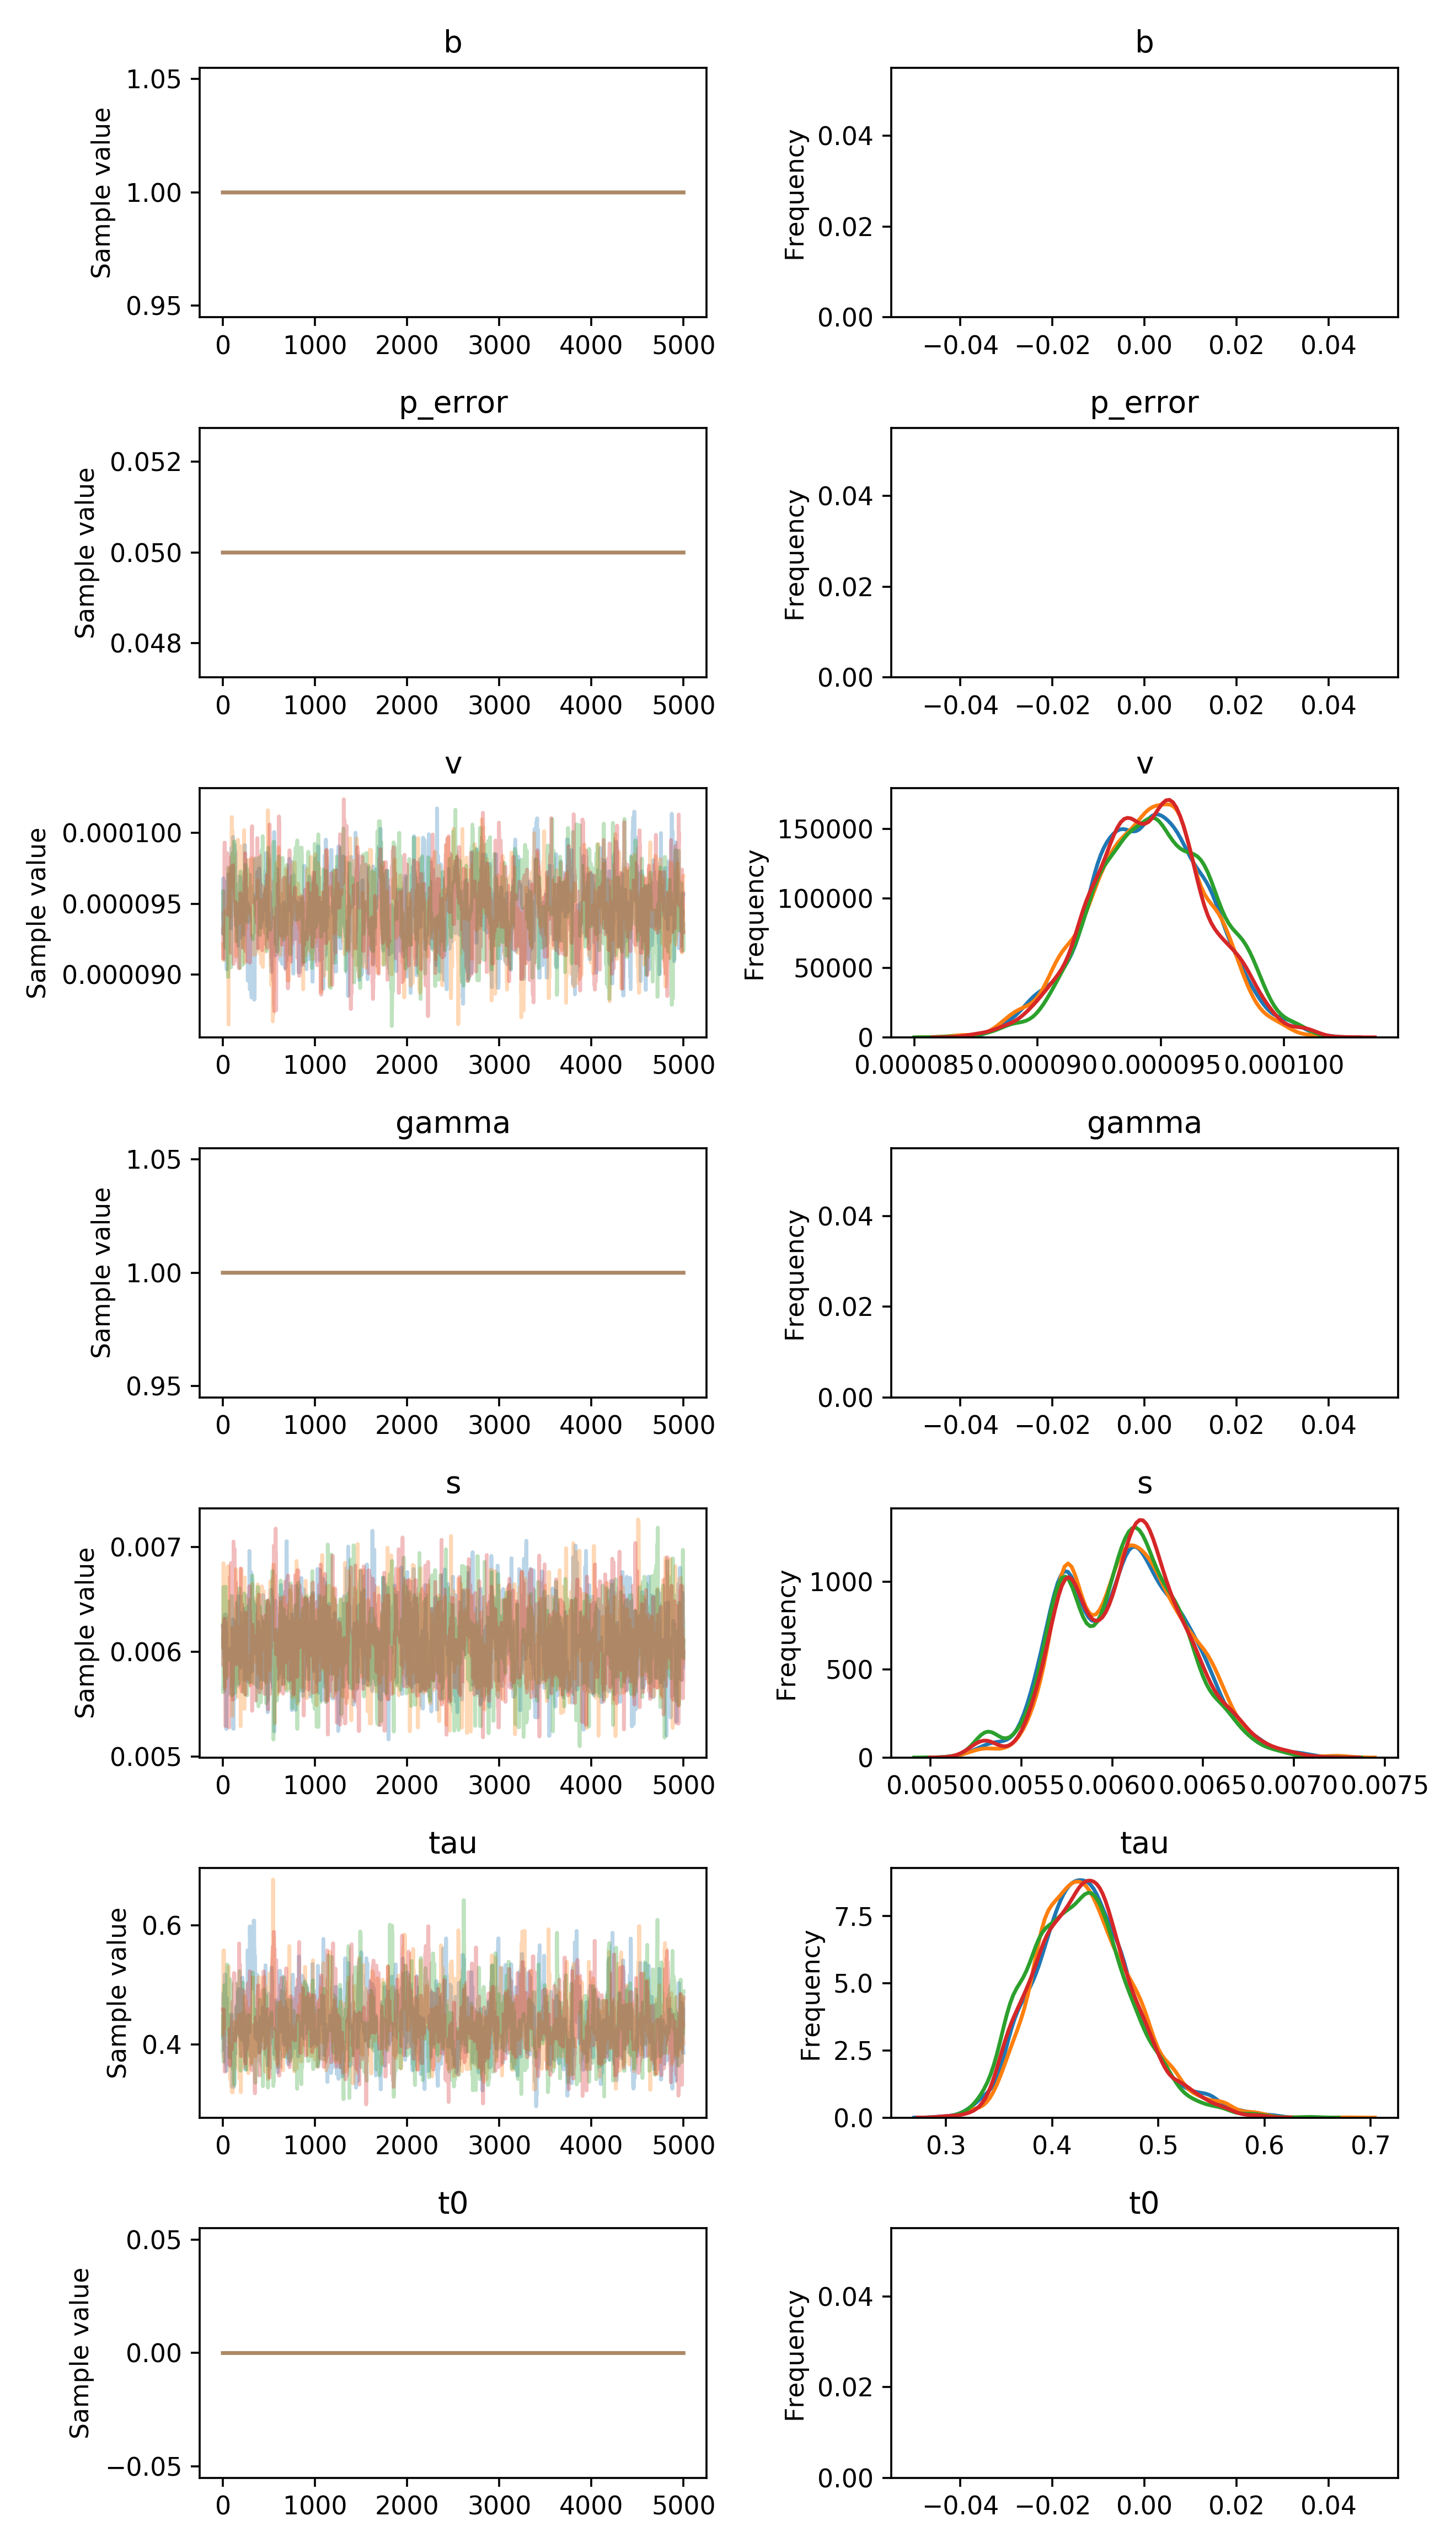 b
b
Sample value
1.05
1.00
0.95
0 1000 2000 3000 4000 5000
Frequency
0.04
0.02
0.00
−0.04 −0.02 0.00 0.02 0.04
p_error
p_error
Sample value
0.052
0.050
0.048
0 1000 2000 3000 4000 5000
Frequency
0.04
0.02
0.00
−0.04 −0.02 0.00 0.02 0.04
v
v
Sample value
0.000100
0.000095
0.000090
0 1000 2000 3000 4000 5000
Frequency
150000
100000
50000
0
0.000085 0.000090 0.000095 0.000100
gamma
gamma
Sample value
1.05
1.00
0.95
0 1000 2000 3000 4000 5000
Frequency
0.04
0.02
0.00
−0.04 −0.02 0.00 0.02 0.04
s
s
Sample value
0.007
0.006
0.005
0 1000 2000 3000 4000 5000
Frequency
1000
500
0
0.0050 0.0055 0.0060 0.0065 0.0070 0.0075
tau
tau
Sample value
0.6
0.4
0 1000 2000 3000 4000 5000
Frequency
7.5
5.0
2.5
0.0
0.3 0.4 0.5 0.6 0.7
t0
t0
Sample value
0.05
0.00
−0.05
0 1000 2000 3000 4000 5000
Frequency
0.04
0.02
0.00
−0.04 −0.02 0.00 0.02 0.04